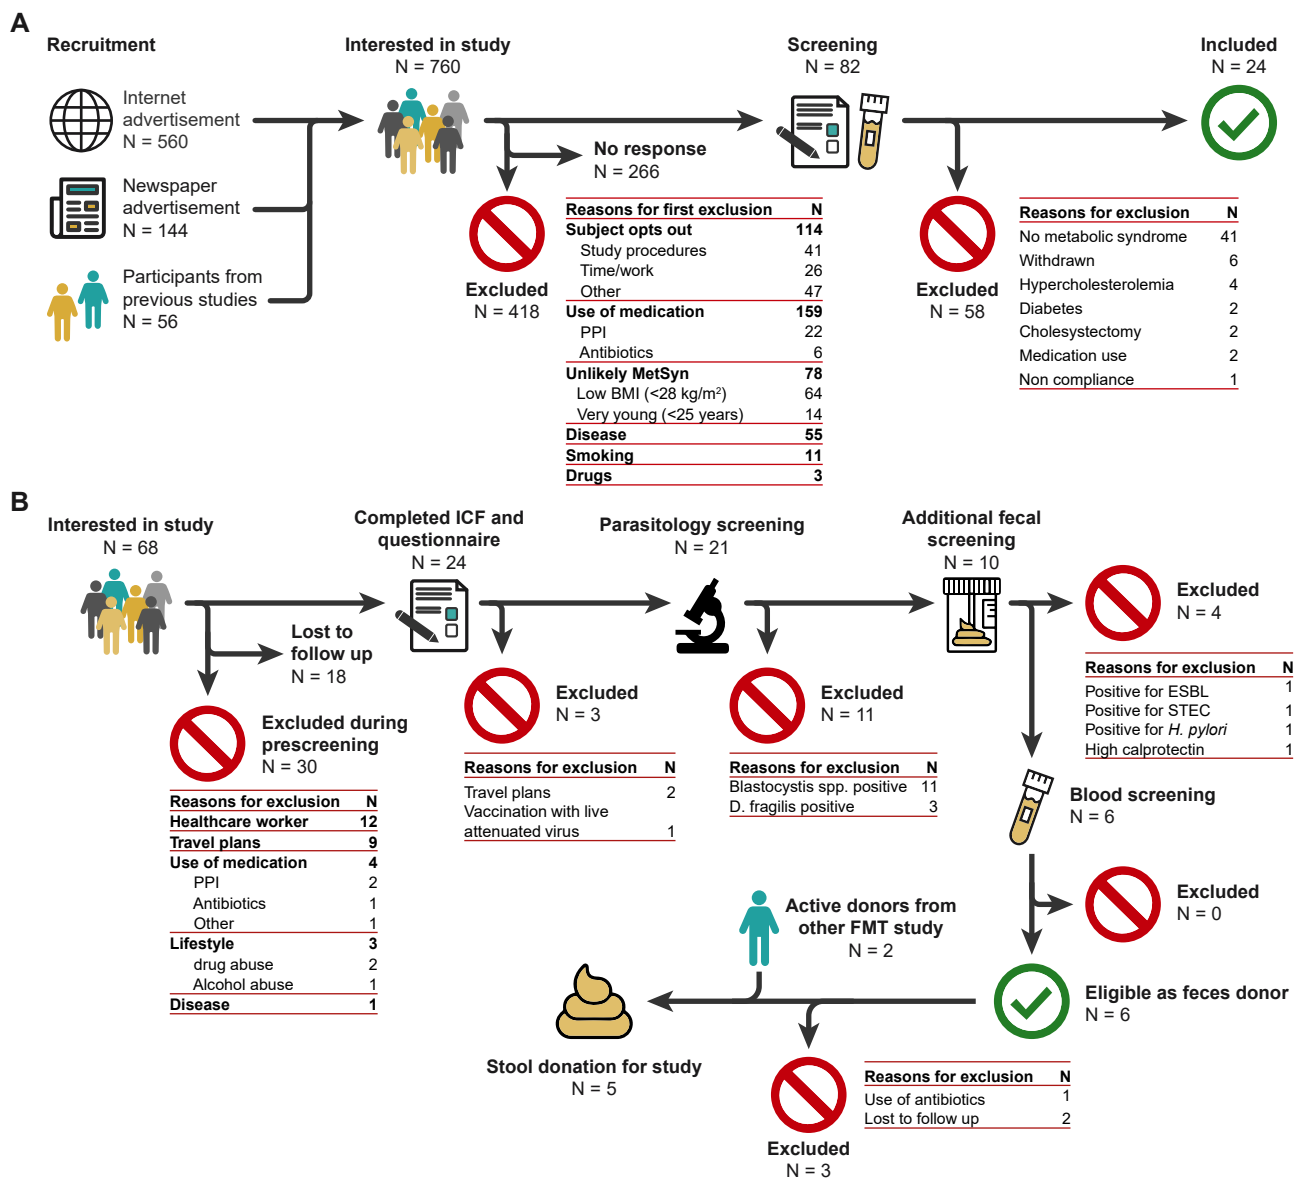 A
Recruitment
Internet
advertisement
N = 560
Newspaper
advertisement
N = 144
Participants from
previous studies
N = 56
Interested in study
N = 760
No response
N = 266
Excluded
N = 418
Reasons for first exclusion N
Subject opts out 114
Study procedures 41
Time/work 26
Other 47
Use of medication 159
PPI 22
Antibiotics 6
Unlikely MetSyn 78
Low BMI (<28 kg/m²) 64
Very young (<25 years) 14
Disease 55
Smoking 11
Drugs 3
Screening
N = 82
Excluded
N = 58
Reasons for exclusion N
No metabolic syndrome 41
Withdrawn 6
Hypercholesterolemia 4
Diabetes 2
Cholesystectomy 2
Medication use 2
Non compliance 1
Included
N = 24
B
Interested in study
N = 68
Lost to
follow up
N = 18
Excluded during
prescreening
N = 30
Reasons for exclusion N
Healthcare worker 12
Travel plans 9
Use of medication 4
PPI 2
Antibiotics 1
Other 1
Lifestyle 3
drug abuse 2
Alcohol abuse 1
Disease 1
Completed ICF and
questionnaire
N = 24
Excluded
N = 3
Reasons for exclusion N
Travel plans 2
Vaccination with live
attenuated virus 1
Parasitology screening
N = 21
Excluded
N = 11
Reasons for exclusion N
Blastocystis spp. positive 11
D. fragilis positive 3
Additional fecal
screening
N = 10
Excluded
N = 4
Reasons for exclusion N
Positive for ESBL 1
Positive for STEC 1
Positive for H. pylori 1
High calprotectin 1
Blood screening
N = 6
Excluded
N = 0
Eligible as feces donor
N = 6
Active donors from
other FMT study
N = 2
Stool donation for study
N = 5
Excluded
N = 3
Reasons for exclusion N
Use of antibiotics 1
Lost to follow up 2